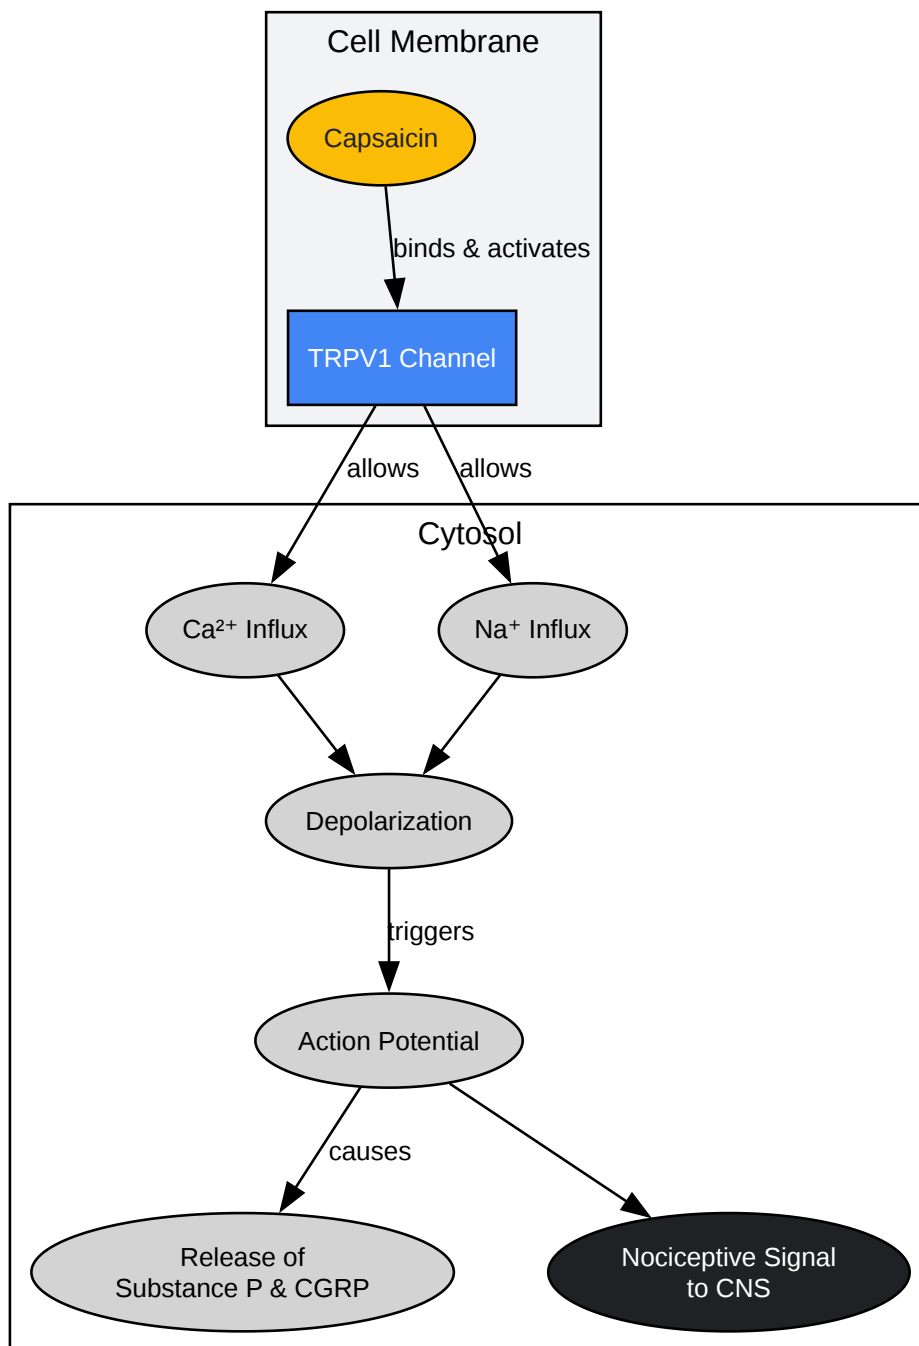 Cell Membrane
Capsaicin
binds & activates
TRPV1 Channel
allows
allows
Cytosol
Ca²⁺ Influx
Na⁺ Influx
Depolarization
triggers
Action Potential
causes
Release of
Substance P & CGRP
Nociceptive Signal
to CNS